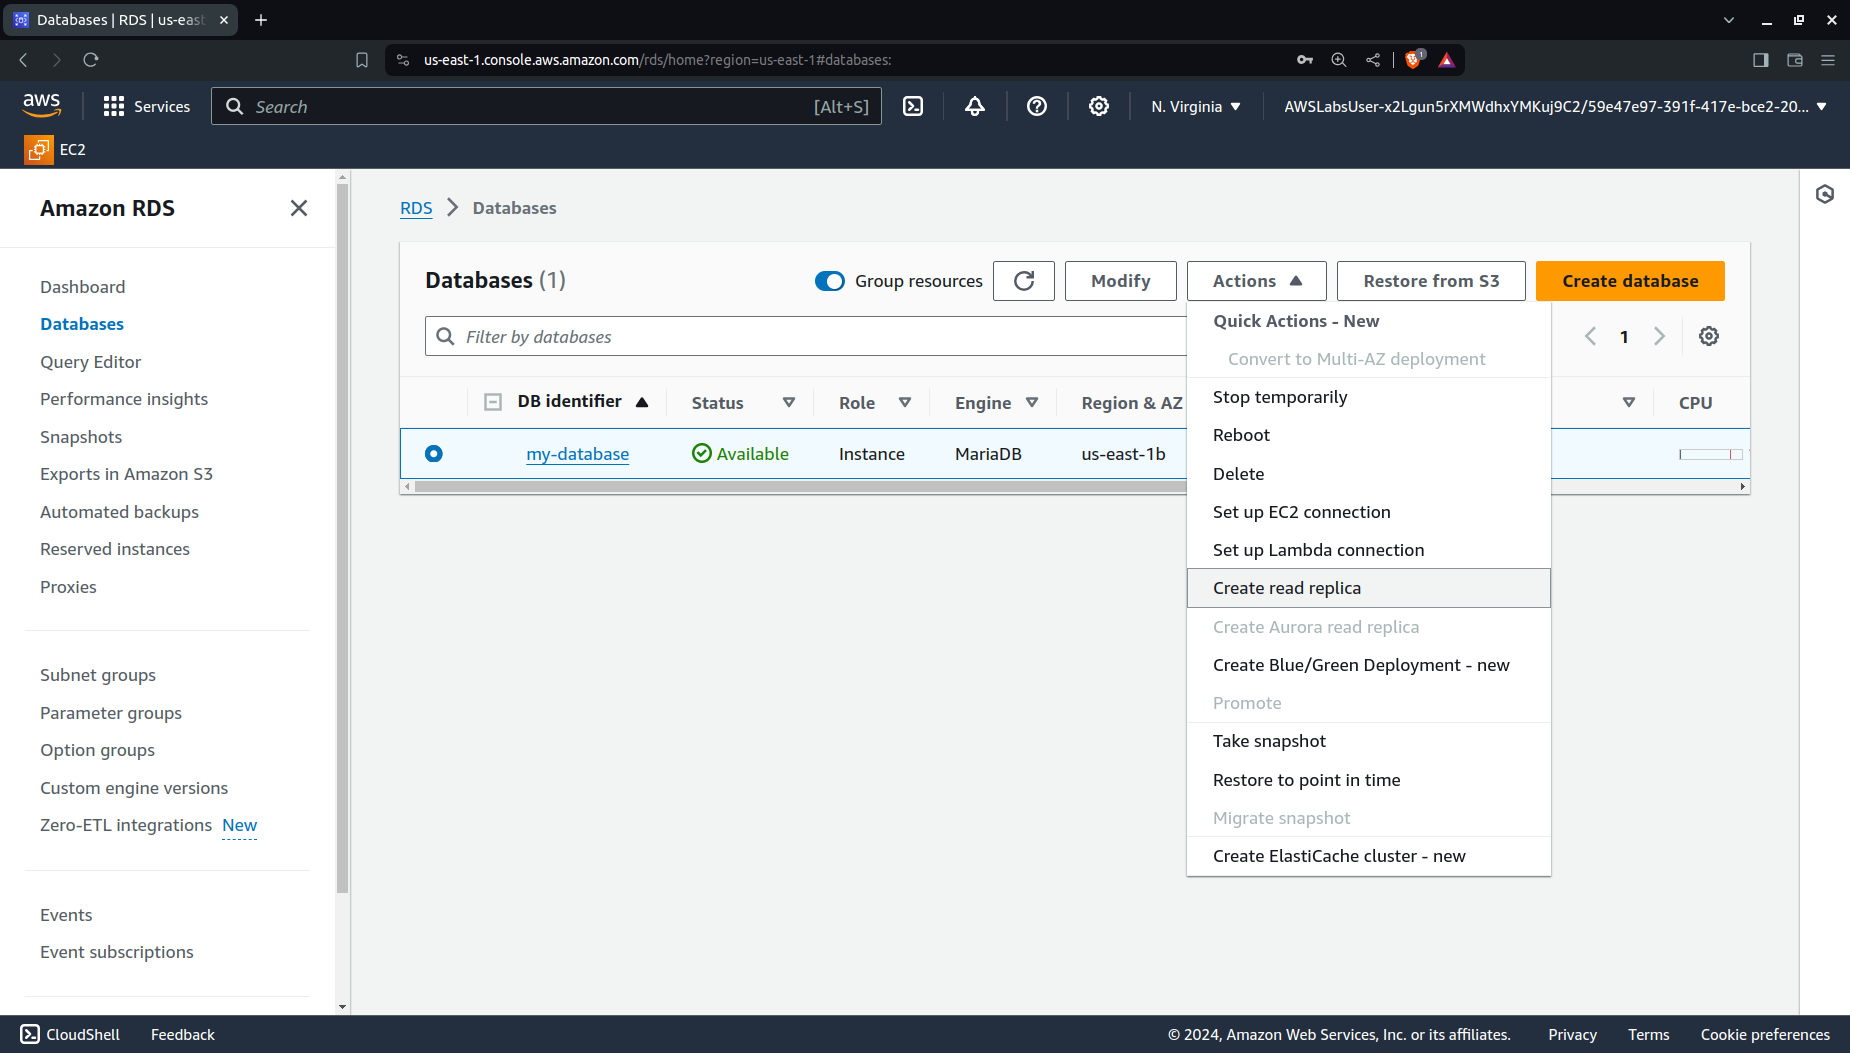 Databases | RDS | us-east
us-east-1.console.aws.amazon.com/rds/home?region=us-east-1#databases:
1
aws
Services
Search
[Alt+S]
N. Virginia
AWSLabsUser-x2Lgun5rXMWdhxYMKuj9C2/59e47e97-391f-417e-bce2-20...
EC2
Amazon RDS
Dashboard
Databases
Query Editor
Performance insights
Snapshots
Exports in Amazon S3
Automated backups
Reserved instances
Proxies
Subnet groups
Parameter groups
Option groups
Custom engine versions
Zero-ETL integrations New
Events
Event subscriptions
RDS > Databases
Databases (1)
Group resources
Modify
Actions
Restore from S3
Create database
Filter by databases
1
DB identifier
Status
Role
Engine
Region & AZ
CPU
my-database
Available
Instance
MariaDB
us-east-1b
Quick Actions - New
Convert to Multi-AZ deployment
Stop temporarily
Reboot
Delete
Set up EC2 connection
Set up Lambda connection
Create read replica
Create Aurora read replica
Create Blue/Green Deployment - new
Promote
Take snapshot
Restore to point in time
Migrate snapshot
Create ElastiCache cluster - new
CloudShell
Feedback
© 2024, Amazon Web Services, Inc. or its affiliates.
Privacy
Terms
Cookie preferences